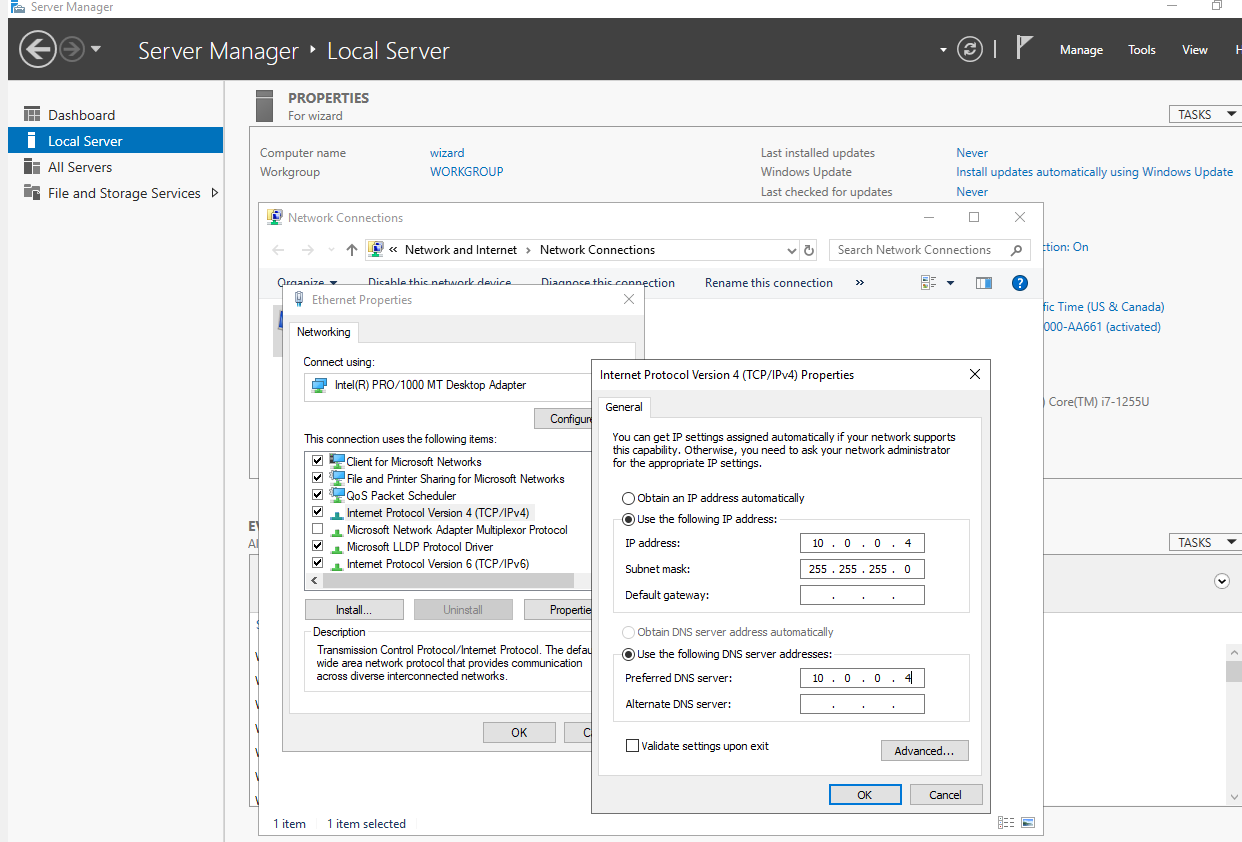 Server Manager
Server Manager ‣ Local Server
Manage Tools View
Dashboard
Local Server
All Servers
File and Storage Services
PROPERTIES
For wizard
TASKS
Computer name wizard
Workgroup WORKGROUP
Last installed updates Never
Windows Update Install updates automatically using Windows Update
Last checked for updates Never
ction: On
fic Time (US & Canada)
000-AA661 (activated)
) Core(TM) i7-1255U
TASKS
Network Connections
« Network and Internet › Network Connections
Search Network Connections
Organize Disable this network device Diagnose this connection Rename this connection »
1 item 1 item selected
Ethernet Properties
Networking
Connect using:
Intel(R) PRO/1000 MT Desktop Adapter
Configure
This connection uses the following items:
Client for Microsoft Networks
File and Printer Sharing for Microsoft Networks
QoS Packet Scheduler
Internet Protocol Version 4 (TCP/IPv4)
Microsoft Network Adapter Multiplexor Protocol
Microsoft LLDP Protocol Driver
Internet Protocol Version 6 (TCP/IPv6)
Install... Uninstall Propertie
Description
Transmission Control Protocol/Internet Protocol. The defau
wide area network protocol that provides communication
across diverse interconnected networks.
OK C
Internet Protocol Version 4 (TCP/IPv4) Properties
General
You can get IP settings assigned automatically if your network supports
this capability. Otherwise, you need to ask your network administrator
for the appropriate IP settings.
Obtain an IP address automatically
Use the following IP address:
IP address: 10 . 0 . 0 . 4
Subnet mask: 255 . 255 . 255 . 0
Default gateway: . . .
Obtain DNS server address automatically
Use the following DNS server addresses:
Preferred DNS server: 10 . 0 . 0 . 4
Alternate DNS server: . . .
Validate settings upon exit
Advanced...
OK Cancel